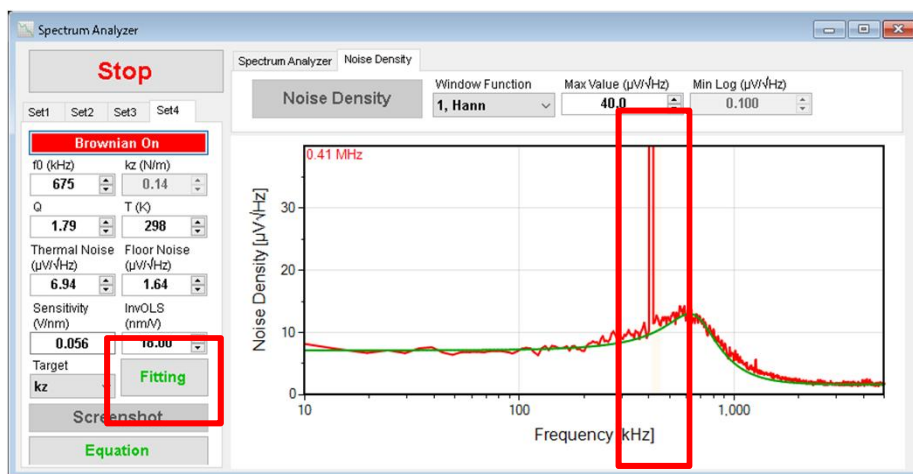 Spectrum Analyzer
Stop
Set1 Set2 Set3 Set4
Brownian On
f0 (kHz) kz (N/m)
675 0.14
Q T (K)
1.79 298
Thermal Noise Floor Noise
(µV/√Hz) (µV/√Hz)
6.94 1.64
Sensitivity InvOLS
(V/nm) (nm/V)
0.056 18.00
Target
kz
Fitting
Screenshot
Equation
Spectrum Analyzer Noise Density
Noise Density
Window Function Max Value (µV/√Hz) Min Log (µV/√Hz)
1, Hann 40.0 0.100
0.41 MHz
Noise Density [µV√Hz]
30
20
10
0
10 100 1,000
Frequency [kHz]